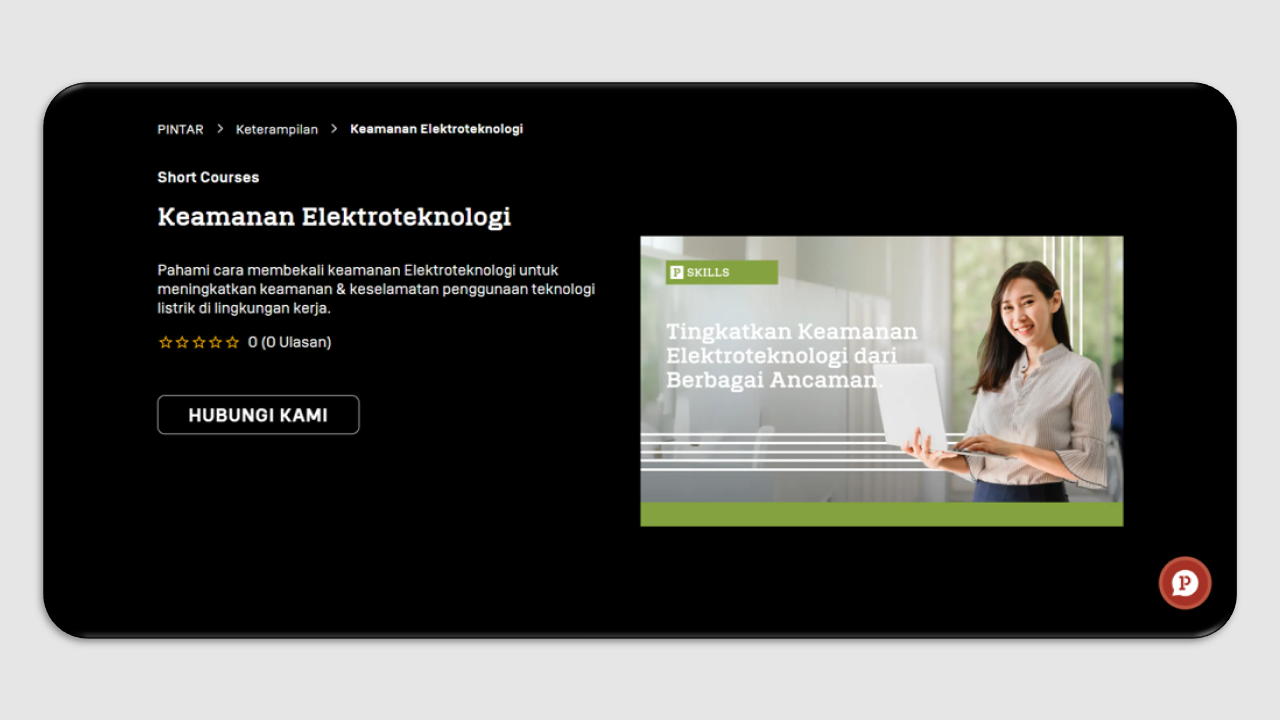 PINTAR > Keterampilan > Keamanan Elektroteknologi
Short Courses
Keamanan Elektroteknologi
Pahami cara membekali keamanan Elektroteknologi untuk
meningkatkan keamanan & keselamatan penggunaan teknologi
listrik di lingkungan kerja.
0 (0 Ulasan)
HUBUNGI KAMI
P SKILLS
Tingkatkan Keamanan
Elektroteknologi dari
Berbagai Ancaman.
P